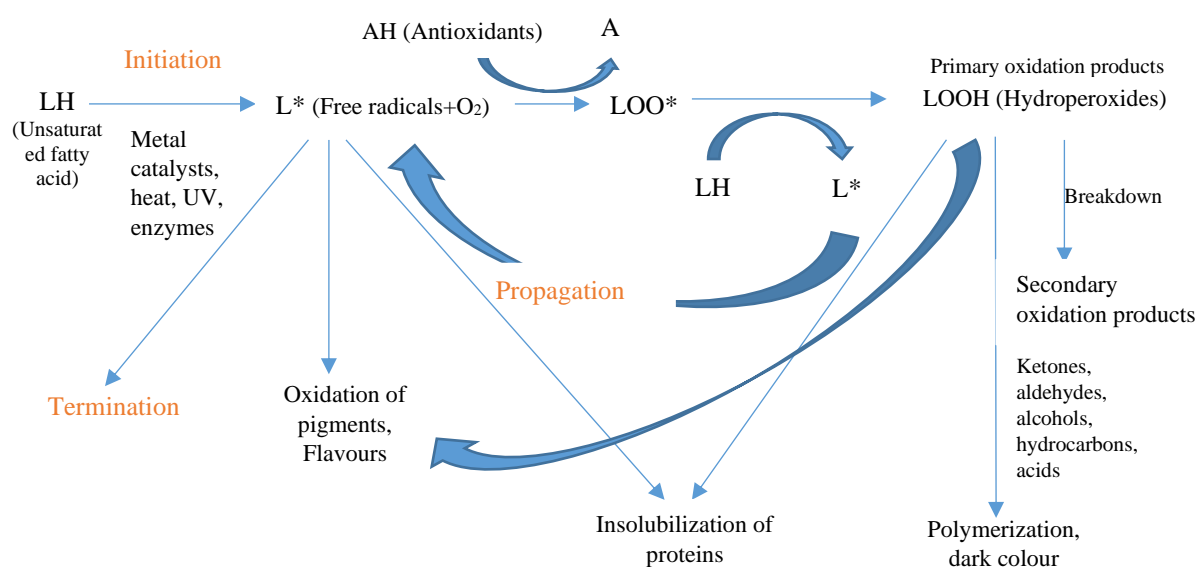 AH (Antioxidants)
A
Initiation
Primary oxidation products
LH
L* (Free radicals+O₂)
LOO*
LOOH (Hydroperoxides)
(Unsaturat
ed fatty
acid)
Metal
catalysts,
heat, UV,
enzymes
LH
L*
Breakdown
Propagation
Secondary
oxidation products
Termination
Oxidation of
pigments,
Flavours
Ketones,
aldehydes,
alcohols,
hydrocarbons,
acids
Insolubilization of
proteins
Polymerization,
dark colour